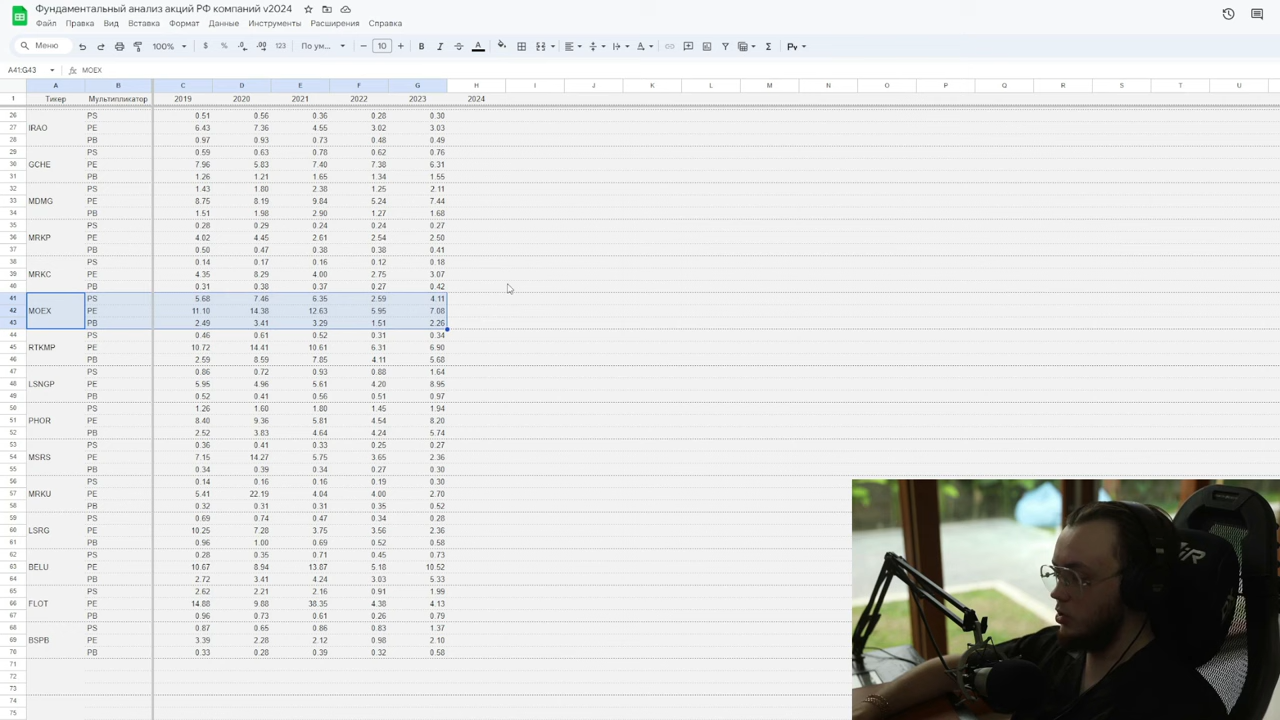 Фундаментальный анализ акций РФ компаний v2024
Файл Правка Вид Вставка Формат Данные Инструменты Расширения Справка
Меню 100% $ % .0 .00 123 По ум... 10 B I A
A41:G43 fx MOEX
A B C D E F G H I J K L M N O P Q R S T U
1 Тикер Мультипликатор 2019 2020 2021 2022 2023 2024
26 PS 0.51 0.56 0.36 0.28 0.30
27 IRAO PE 6.43 7.36 4.55 3.02 3.03
28 PB 0.97 0.93 0.73 0.48 0.49
29 PS 0.59 0.63 0.78 0.62 0.76
30 GCHE PE 7.96 5.83 7.40 7.38 6.31
31 PB 1.26 1.21 1.65 1.34 1.55
32 PS 1.43 1.80 2.38 1.25 2.11
33 MDMG PE 8.75 8.19 9.84 5.24 7.44
34 PB 1.51 1.98 2.90 1.27 1.68
35 PS 0.28 0.29 0.24 0.24 0.27
36 MRKP PE 4.02 4.45 2.61 2.54 2.50
37 PB 0.50 0.47 0.38 0.38 0.41
38 PS 0.14 0.17 0.16 0.12 0.18
39 MRKC PE 4.35 8.29 4.00 2.75 3.07
40 PB 0.31 0.38 0.37 0.27 0.42
41 PS 5.68 7.46 6.35 2.59 4.11
42 MOEX PE 11.10 14.38 12.63 5.95 7.08
43 PB 2.49 3.41 3.29 1.51 2.26
44 PS 0.46 0.61 0.52 0.31 0.34
45 RTKMP PE 10.72 14.41 10.61 6.31 6.90
46 PB 2.59 8.59 7.85 4.11 5.68
47 PS 0.86 0.72 0.93 0.88 1.64
48 LSNGP PE 5.95 4.96 5.61 4.20 8.95
49 PB 0.52 0.41 0.56 0.51 0.97
50 PS 1.26 1.60 1.80 1.45 1.94
51 PHOR PE 8.40 9.36 5.81 4.54 8.20
52 PB 2.52 3.83 4.64 4.24 5.74
53 PS 0.36 0.41 0.33 0.25 0.27
54 MSRS PE 7.15 14.27 5.75 3.65 2.36
55 PB 0.34 0.39 0.34 0.27 0.30
56 PS 0.14 0.16 0.16 0.19 0.30
57 MRKU PE 5.41 22.19 4.04 4.00 2.70
58 PB 0.32 0.31 0.31 0.35 0.52
59 PS 0.69 0.74 0.47 0.34 0.28
60 LSRG PE 10.25 7.28 3.75 3.56 2.36
61 PB 0.96 1.00 0.69 0.52 0.58
62 PS 0.28 0.35 0.71 0.45 0.73
63 BELU PE 10.67 8.94 13.87 5.18 10.52
64 PB 2.72 3.41 4.24 3.03 5.33
65 PS 2.62 2.21 2.16 0.91 1.99
66 FLOT PE 14.88 9.88 38.35 4.38 4.13
67 PB 0.96 0.73 0.61 0.26 0.79
68 PS 0.87 0.65 0.86 0.83 1.37
69 BSPB PE 3.39 2.28 2.12 0.98 2.10
70 PB 0.33 0.28 0.39 0.32 0.58
71
72
73
74
75